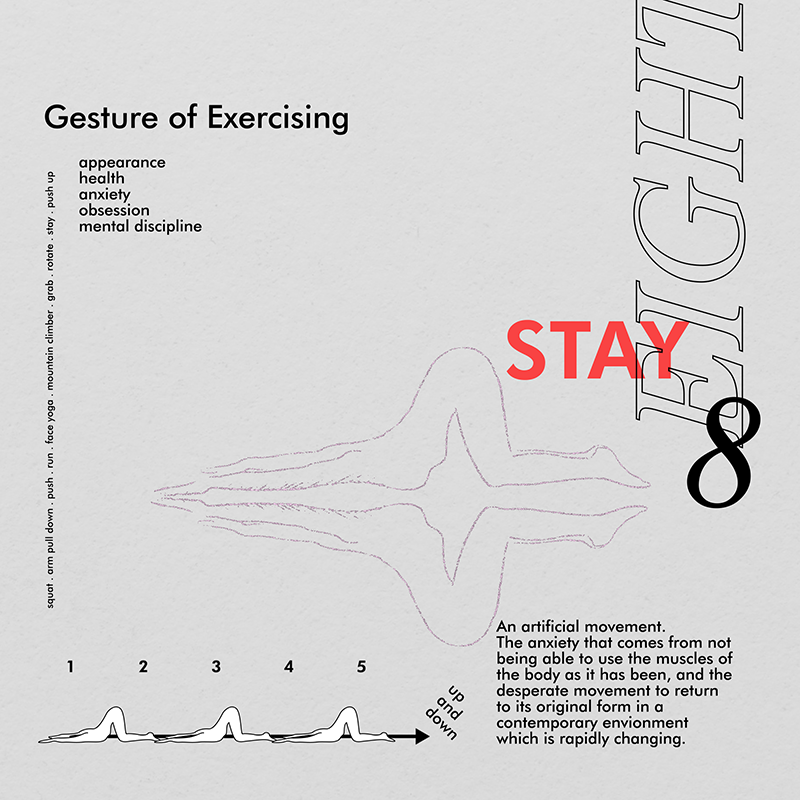 Gesture of Exercising
appearance
health
anxiety
obsession
mental discipline
squat . arm pull down . push . run . face yoga . mountain climber . grab . rotate . stay . push up
EIGHT
STAY
8
1 2 3 4 5
up
and
down
An artificial movement.
The anxiety that comes from not
being able to use the muscles of
the body as it has been, and the
desperate movement to return
to its original form in a
contemporary envionment
which is rapidly changing.